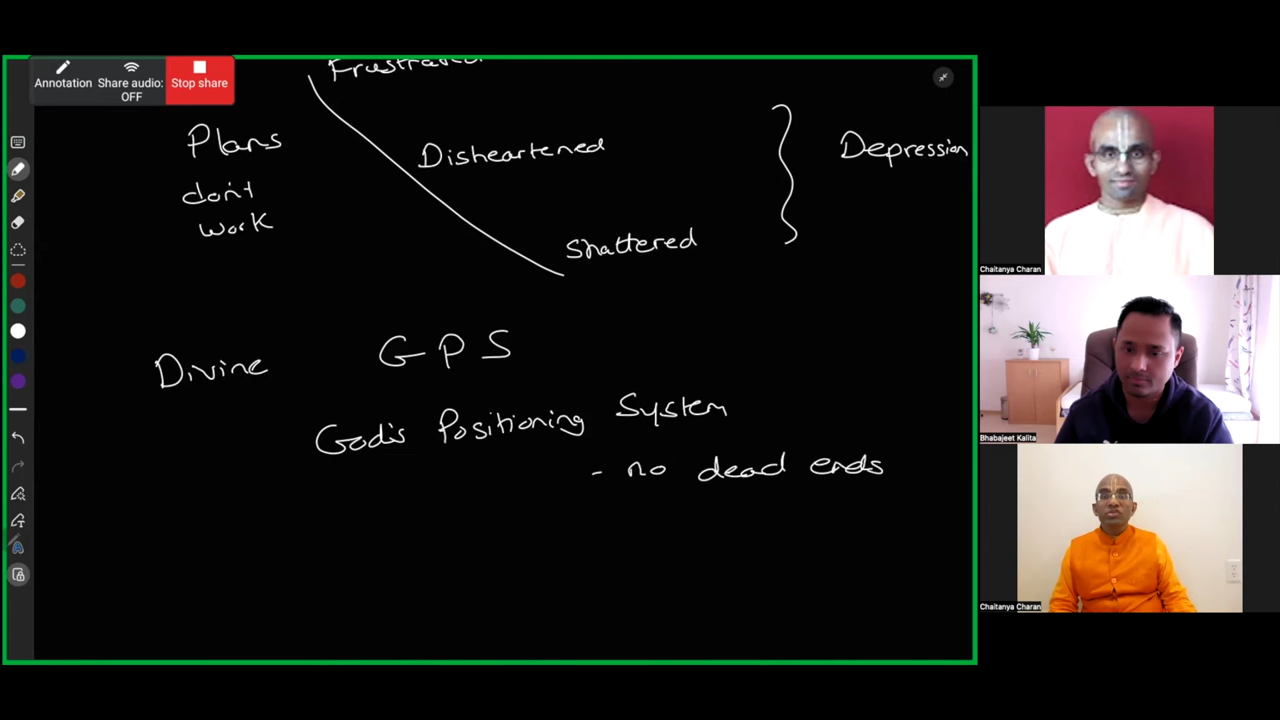 Annotation
Share audio:
OFF
Stop share
Frustrated
Plans
don't
work
Disheartened
Shattered
Depression
Divine
G P S
God's Positioning System
- no dead ends
Chaitanya Charan
Bhabajeet Kalita
Chaitanya Charan